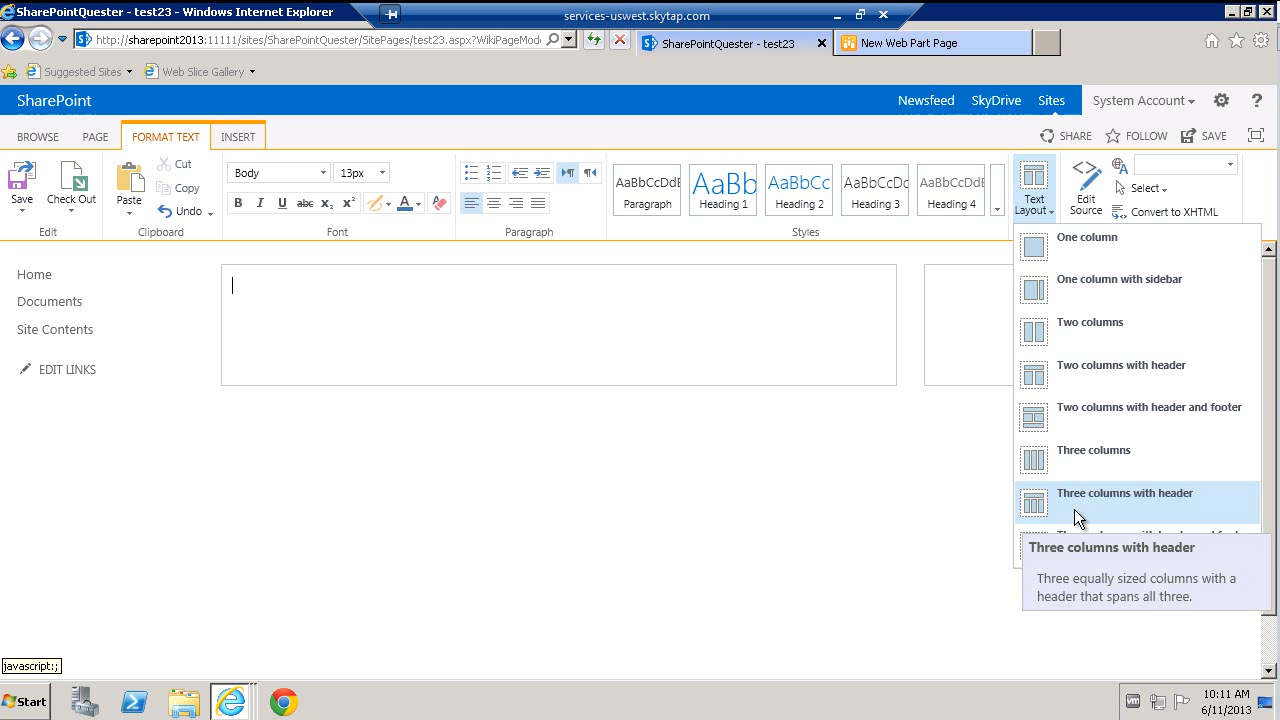 SharePointQuester - test23 - Windows Internet Explorer
services-uswest.skytap.com
http://sharepoint2013:11111/sites/SharePointQuester/SitePages/test23.aspx?WikiPageMode
SharePointQuester - test23
New Web Part Page
Suggested Sites
Web Slice Gallery
SharePoint
Newsfeed SkyDrive Sites
System Account
?
BROWSE PAGE FORMAT TEXT INSERT
SHARE FOLLOW SAVE
Save
Check Out
Edit
Paste
Cut
Copy
Undo
Clipboard
Body 13px
B I U abc x₂ x² A
Font
Paragraph
AaBbCcDdE
Paragraph
AaBb
Heading 1
AaBbCc
Heading 2
AaBbCcDd
Heading 3
AaBbCcDdE
Heading 4
Styles
Text
Layout
Edit
Source
Select
Convert to XHTML
Home
Documents
Site Contents
EDIT LINKS
One column
One column with sidebar
Two columns
Two columns with header
Two columns with header and footer
Three columns
Three columns with header
Three columns with header
Three equally sized columns with a
header that spans all three.
javascript:;
Start
10:11 AM
6/11/2013